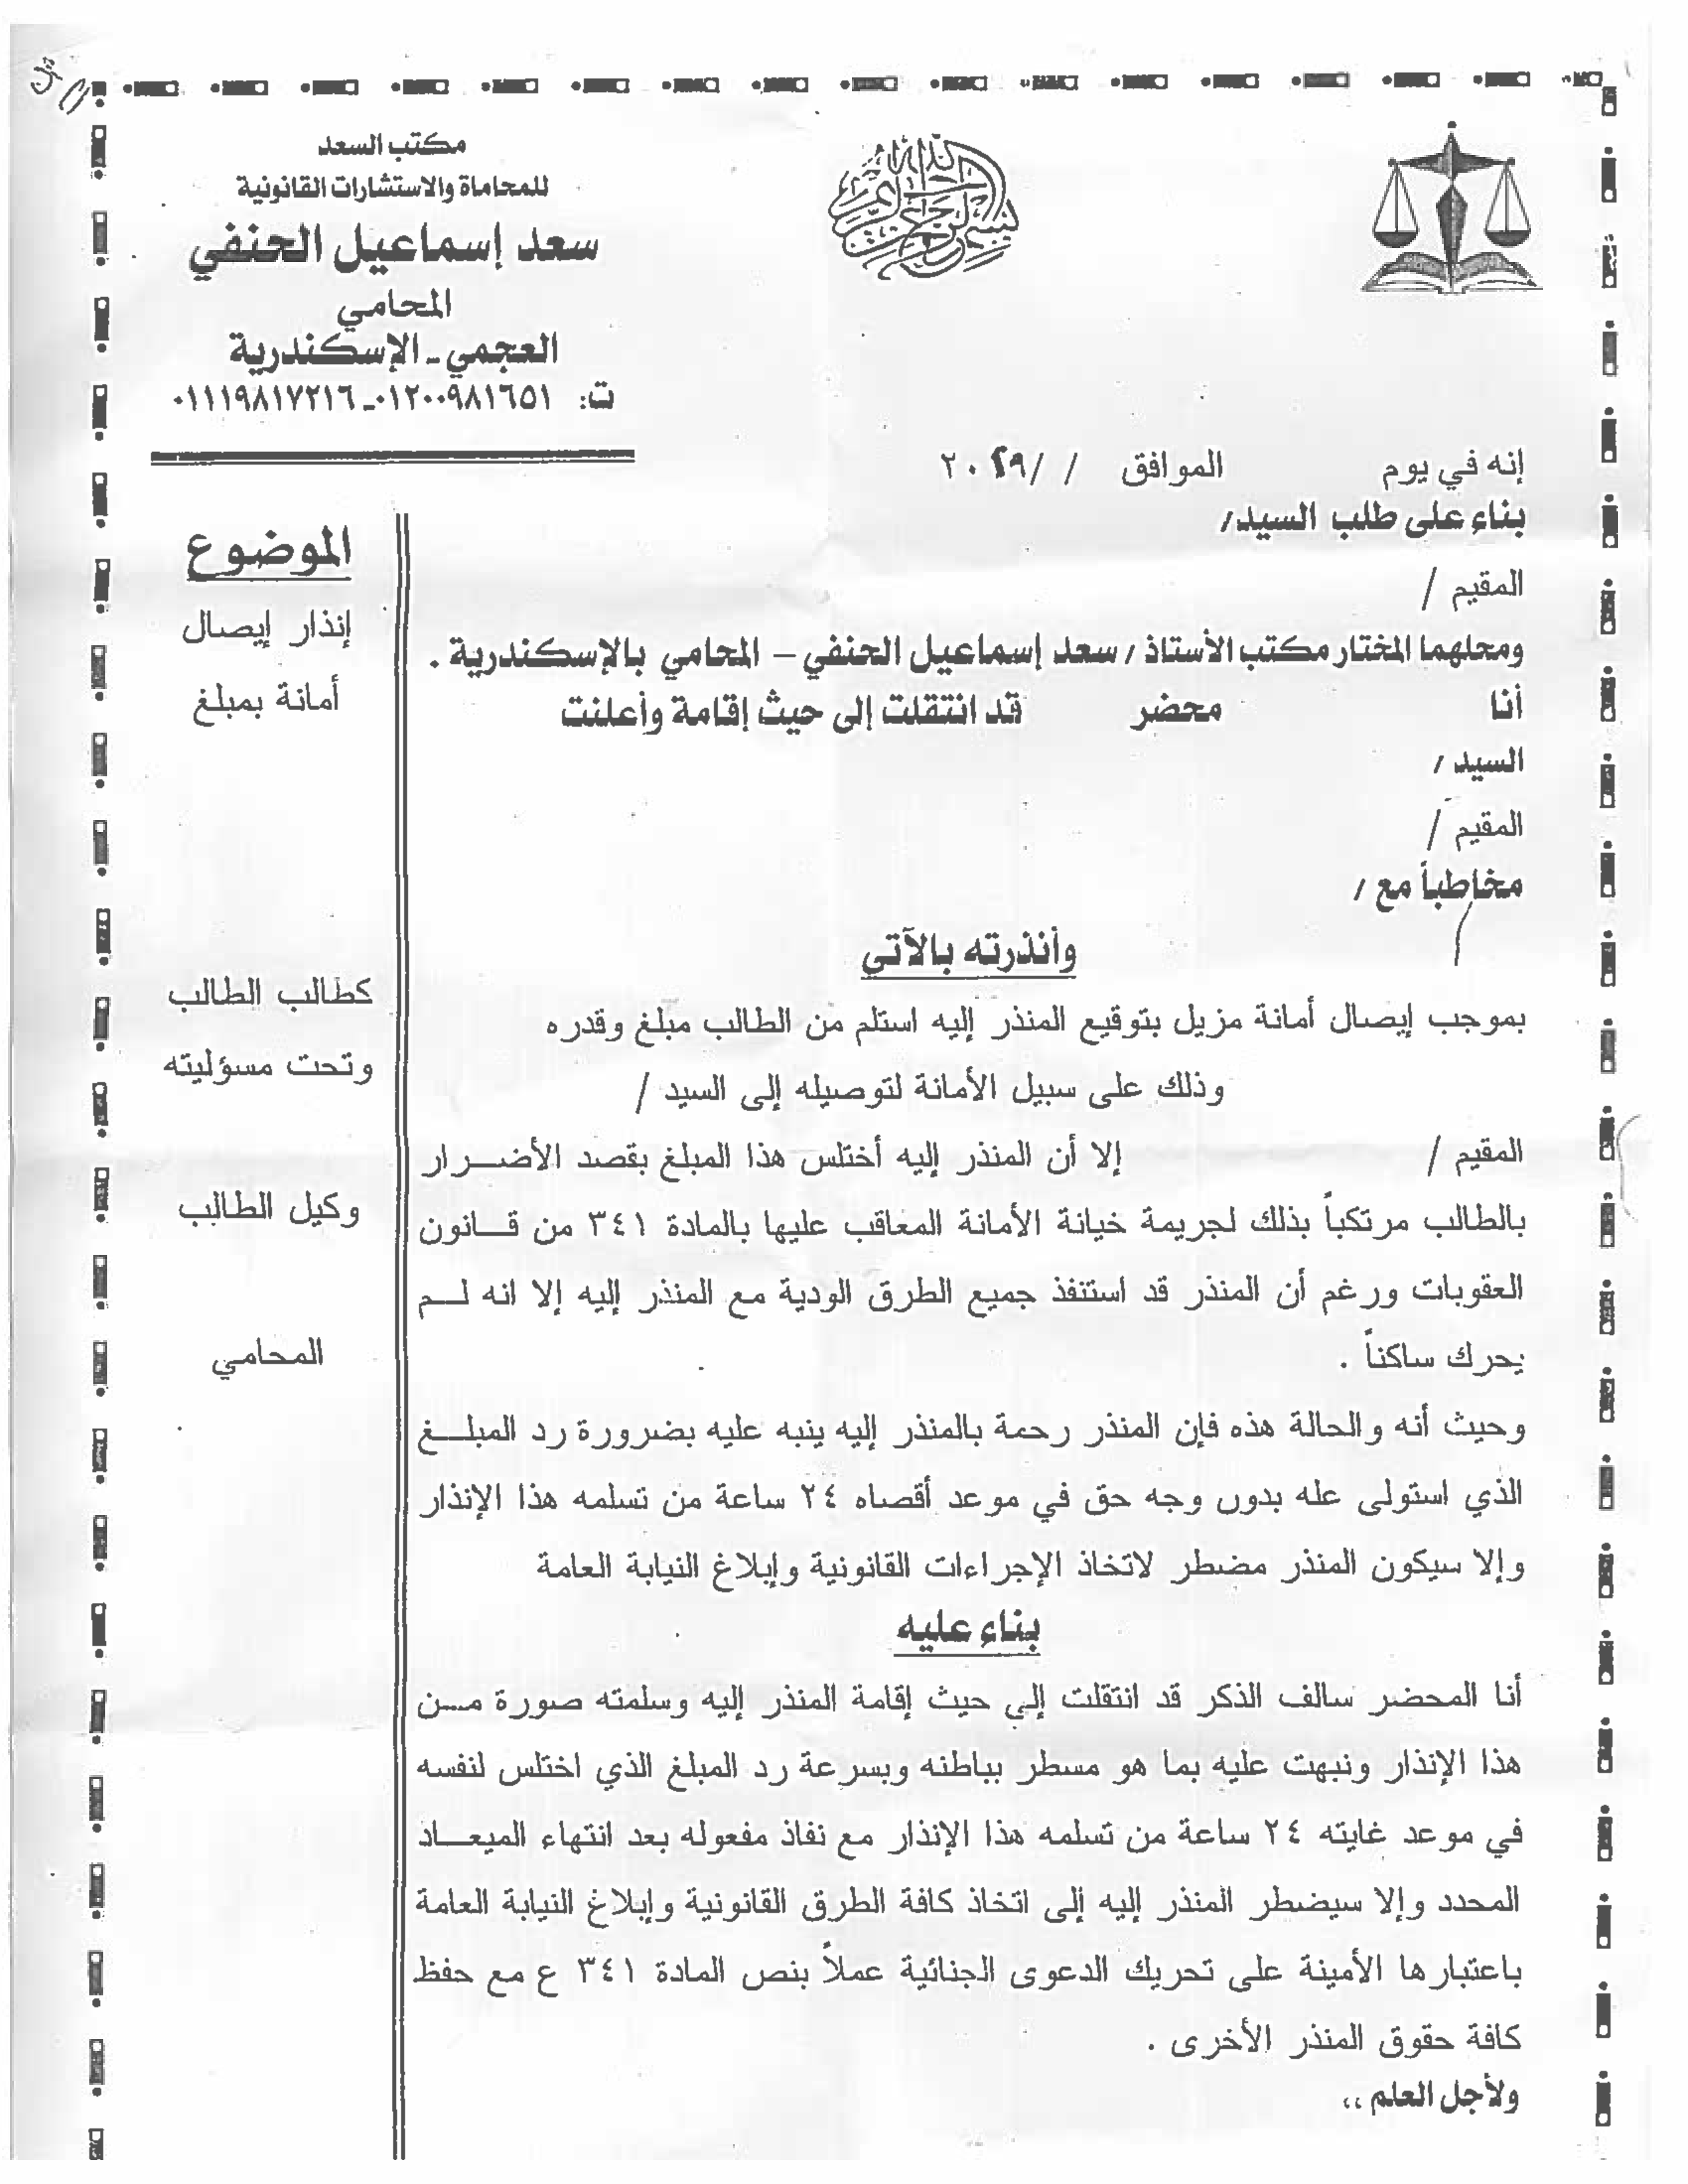 مكتب السعد
للمحاماة والاستشارات القانونية
سعد إسماعيل الحنفي
المحامي
العجمي - الإسكندرية
ت: ٠١٢٠٠٩٨١٦٥١ - ٠١١١٩٨١٧٢١٦
إنه في يوم الموافق / /٢٠٢٩
بناء على طلب السيد/
المقيم /
ومحلهما المختار مكتب الأستاذ / سعد إسماعيل الحنفي – المحامي بالإسكندرية .
أنا محضر قد انتقلت إلى حيث إقامة وأعلنت
السيد /
المقيم /
مخاطباً مع /
وأنذرته بالآتي
بموجب إيصال أمانة مزيل بتوقيع المنذر إليه استلم من الطالب مبلغ وقدره
وذلك على سبيل الأمانة لتوصيله إلى السيد /
المقيم / إلا أن المنذر إليه أختلس هذا المبلغ بقصد الأضرار
بالطالب مرتكباً بذلك لجريمة خيانة الأمانة المعاقب عليها بالمادة ٣٤١ من قانون
العقوبات ورغم أن المنذر قد استنفذ جميع الطرق الودية مع المنذر إليه إلا انه لم
يحرك ساكناً .
وحيث أنه والحالة هذه فإن المنذر رحمة بالمنذر إليه ينبه عليه بضرورة رد المبلغ
الذي استولى عله بدون وجه حق في موعد أقصاه ٢٤ ساعة من تسلمه هذا الإنذار
وإلا سيكون المنذر مضطر لاتخاذ الإجراءات القانونية وإبلاغ النيابة العامة
بناء عليه
أنا المحضر سالف الذكر قد انتقلت إلى حيث إقامة المنذر إليه وسلمته صورة من
هذا الإنذار ونبهت عليه بما هو مسطر بباطنه وبسرعة رد المبلغ الذي اختلس لنفسه
في موعد غايته ٢٤ ساعة من تسلمه هذا الإنذار مع نفاذ مفعوله بعد انتهاء الميعاد
المحدد وإلا سيضطر المنذر إليه إلى اتخاذ كافة الطرق القانونية وإبلاغ النيابة العامة
باعتبارها الأمينة على تحريك الدعوى الجنائية عملاً بنص المادة ٣٤١ ع مع حفظ
كافة حقوق المنذر الأخرى .
ولأجل العلم ،،
الموضوع
إنذار إيصال
أمانة بمبلغ
كطالب الطالب
وتحت مسؤليته
وكيل الطالب
المحامي